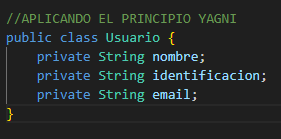 //APLICANDO EL PRINCIPIO YAGNI
public class Usuario {
    private String nombre;
    private String identificacion;
    private String email;
}